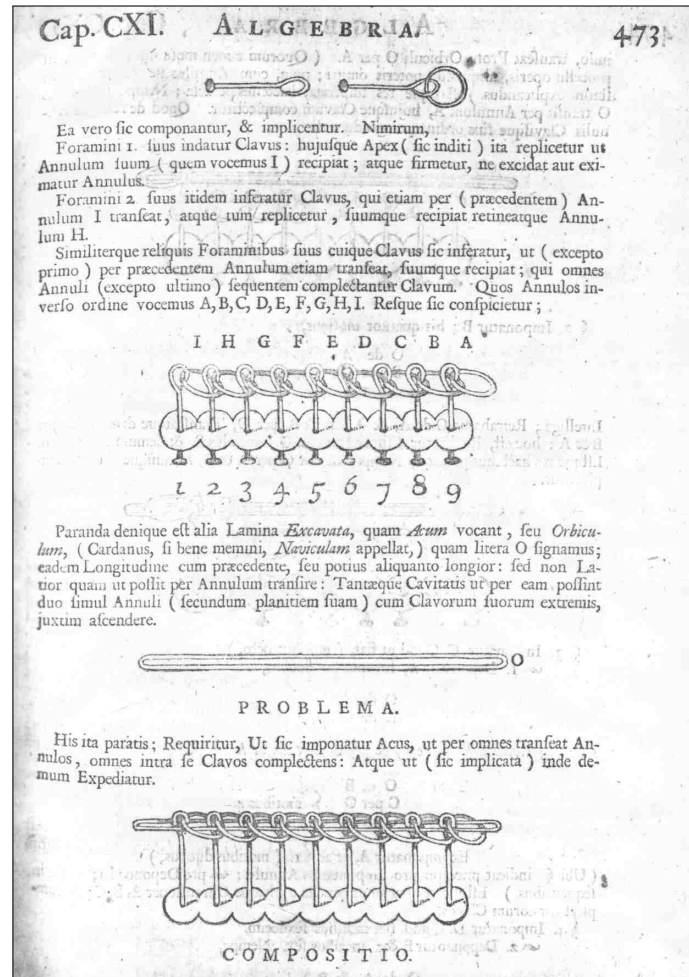 Cap. CXI. ALGEBRA. 473
Ea vero ſic componantur, & implicentur. Nimirum,
Foramini 1. ſuus indatur Clavus: hujuſque Apex ( ſic inditi ) ità replicetur ut
Annulum ſuum ( quem vocemus I ) recipiat; atque firmetur, ne excidat aut exi-
matur Annulus.
Foramini 2 ſuus itidem inferatur Clavus, qui etiam per ( præcedentem ) An-
nulum I tranſeat, atque tum replicetur, ſuumque recipiat retineatque Annu-
lum H.
Similiterque reliquis Foraminibus ſuus cuique Clavus ſic inferatur, ut ( excepto
primo ) per præcedentem Annulum etiam tranſeat, ſuumque recipiat; qui omnes
Annuli (excepto ultimo ) ſequentem complectantur Clavum. Quos Annulos in-
verſo ordine vocemus A, B, C, D, E, F, G, H, I. Reſque ſic conſpicietur;
I H G F E D C B A
1 2 3 4 5 6 7 8 9
Paranda denique eſt alia Lamina Excavata, quam Acum vocant, ſeu Orbicu-
lum, ( Cardanus, ſi bene memini, Naviculam appellat, ) quam litera O ſignamus;
eadem Longitudine cum præcedente, ſeu potius aliquanto longior: ſed non La-
tior quam ut poſſit per Annulum tranſire: Tantæque Cavitatis ut per eam poſſint
duo ſimul Annuli ( ſecundum planitiem ſuam ) cum Clavorum ſuorum extremis,
juxtim aſcendere.
O
PROBLEMA.
His ita paratis; Requiritur, Ut ſic imponatur Acus, ut per omnes tranſeat An-
nulos, omnes intra ſe Clavos complectens: Atque ut ( ſic implicata ) inde de-
mum Expediatur.
COMPOSITIO.